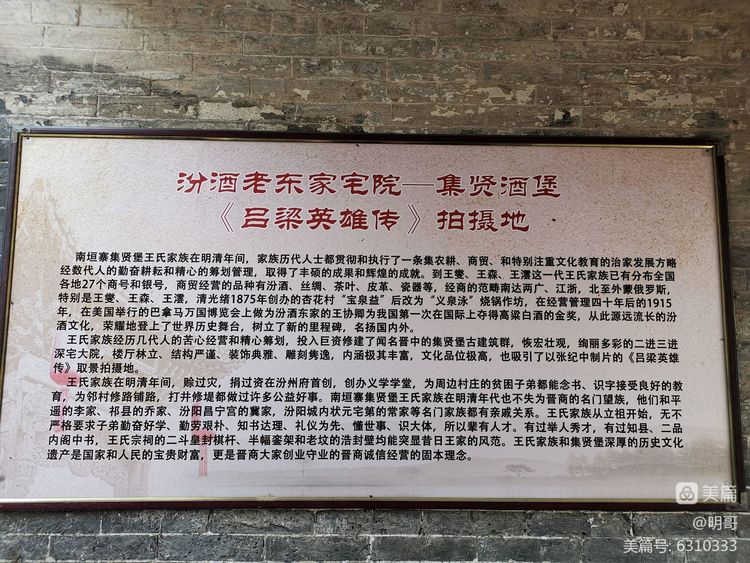 汾酒老东家宅院—集贤酒堡
《吕梁英雄传》拍摄地
南垣寨集贤堡王氏家族在明清年间，家族历代人士都贯彻和执行了一条集农耕、商贸、和特别注重文化教育的治家发展方略
经数代人的勤奋耕耘和精心的筹划管理，取得了丰硕的成果和辉煌的成就。到王燮、王森、王澐这一代王氏家族已有分布全国
各地27个商号和银号，商贸经营的品种有汾酒、丝绸、茶叶、皮革、瓷器等，经商的范畴南达两广、江浙，北至外蒙俄罗斯，
特别是王燮、王森、王澐，清光绪1875年创办的杏花村“宝泉益”后改为“义泉泳”烧锅作坊，在经营管理四十年后的1915
年，在美国举行的巴拿马万国博览会上做为汾酒东家的王协卿为我国第一次在国际上夺得高粱白酒的金奖，从此源远流长的汾
酒文化，荣耀地登上了世界历史舞台，树立了新的里程碑，名扬国内外。
王氏家族经历几代人的苦心经营和精心筹划，投入巨资修建了闻名晋中的集贤堡古建筑群，恢宏壮观，绚丽多彩的二进三进
深宅大院，楼厅林立、结构严谨、装饰典雅、雕刻隽逸，内涵极其丰富，文化品位极高，也吸引了以张纪中制片的《吕梁英雄
传》取景拍摄地。
王氏家族在明清年间，赊过灾，捐过资在汾州府首创，创办义学学堂，为周边村庄的贫困子弟都能念书、识字接受良好的教
育，为邻村修路铺路，打井修堤都做过许多公益好事。南垣寨集贤堡王氏家族在明清年代也不失为晋商的名门望族，他们和平
遥的李家、祁县的乔家、汾阳昌宁宫的冀家，汾阳城内状元宅第的常家等名门家族都有亲戚关系。王氏家族从立祖开始，无不
严格要求子弟勤奋好学、勤劳艰朴、知书达理、礼仪为先、懂世事、识大体，所以辈有人才。有过举人秀才，有过知县、二品
内阁中书，王氏宗祠的二斗皇封棋杆、半幅銮架和老坟的浩封璧均能突显昔日王家的风范。王氏家族和集贤堡深厚的历史文化
遗产是国家和人民的宝贵财富，更是晋商大家创业守业的晋商诚信经营的固本理念。
美篇
@明哥
美篇号: 6310333